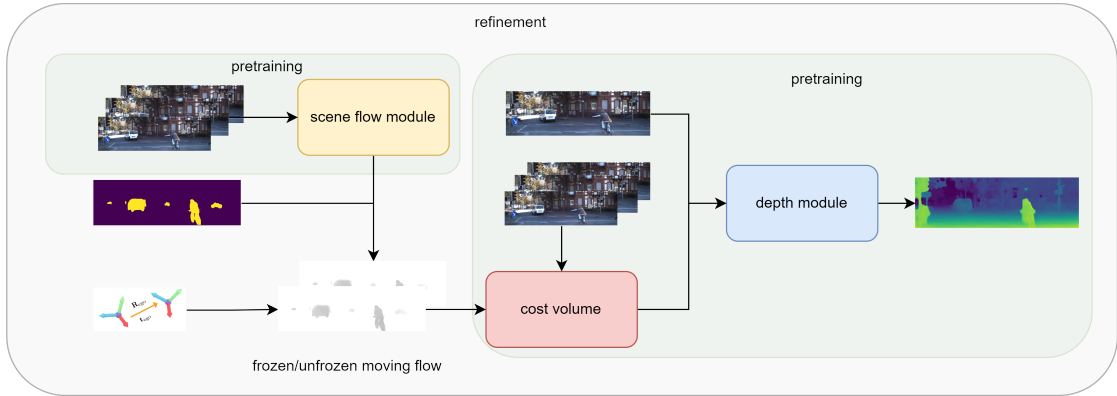 refinement
pretraining
scene flow module
pretraining
depth module
cost volume
frozen/unfrozen moving flow